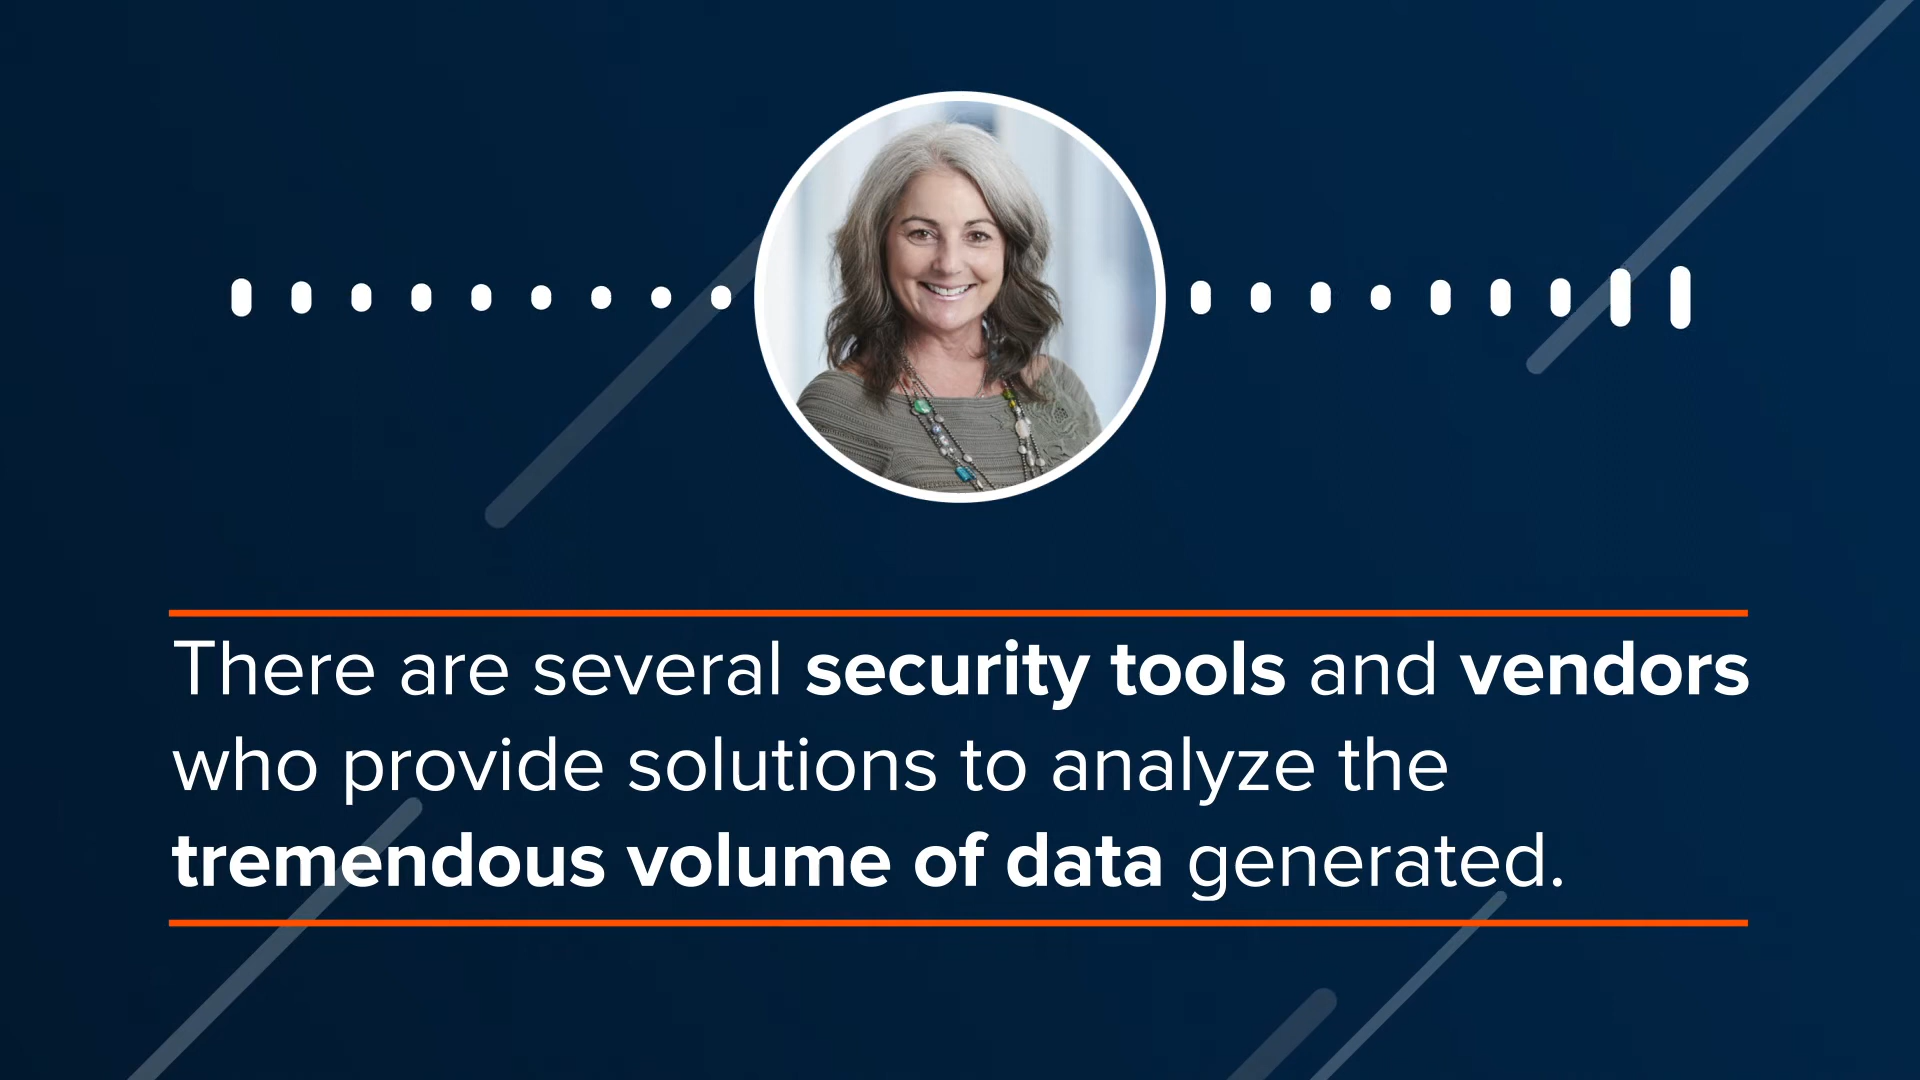 There are several security tools and vendors
who provide solutions to analyze the
tremendous volume of data generated.